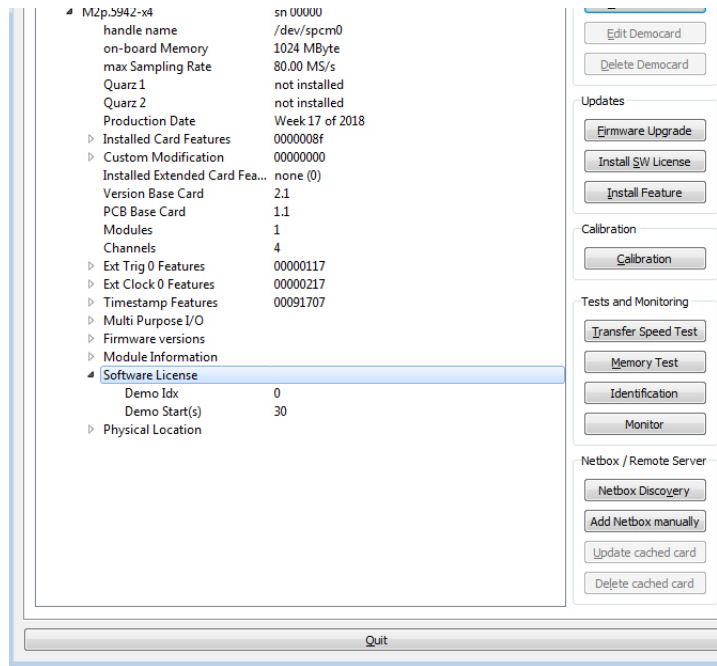 M2p.5942-x4 sn 00000
handle name /dev/spcm0
on-board Memory 1024 MByte
max Sampling Rate 80.00 MS/s
Quarz 1 not installed
Quarz 2 not installed
Production Date Week 17 of 2018
Installed Card Features 0000008f
Custom Modification 00000000
Installed Extended Card Fea... none (0)
Version Base Card 2.1
PCB Base Card 1.1
Modules 1
Channels 4
Ext Trig 0 Features 00000117
Ext Clock 0 Features 00000217
Timestamp Features 00091707
Multi Purpose I/O
Firmware versions
Module Information
Software License
Demo Idx 0
Demo Start(s) 30
Physical Location
Edit Democard
Delete Democard
Updates
Firmware Upgrade
Install SW License
Install Feature
Calibration
Calibration
Tests and Monitoring
Transfer Speed Test
Memory Test
Identification
Monitor
Netbox / Remote Server
Netbox Discovery
Add Netbox manually
Update cached card
Delete cached card
Quit